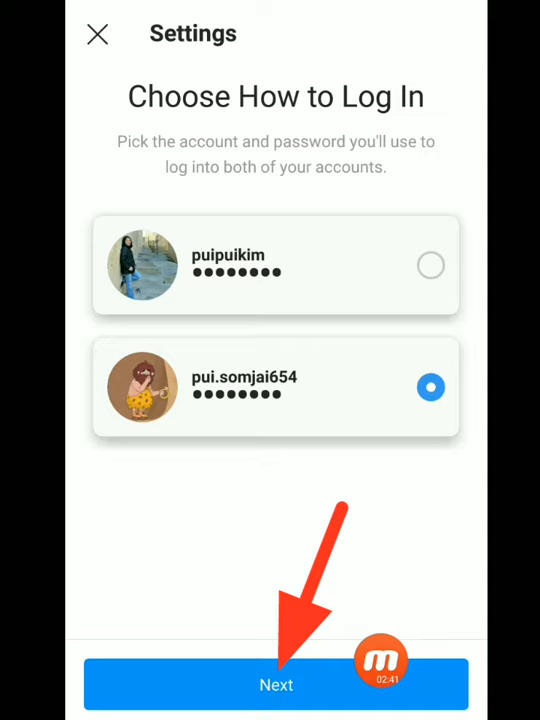 Settings
Choose How to Log In
Pick the account and password you'll use to
log into both of your accounts.
puipuikim
●●●●●●●●
pui.somjai654
●●●●●●●●
Next
02:41